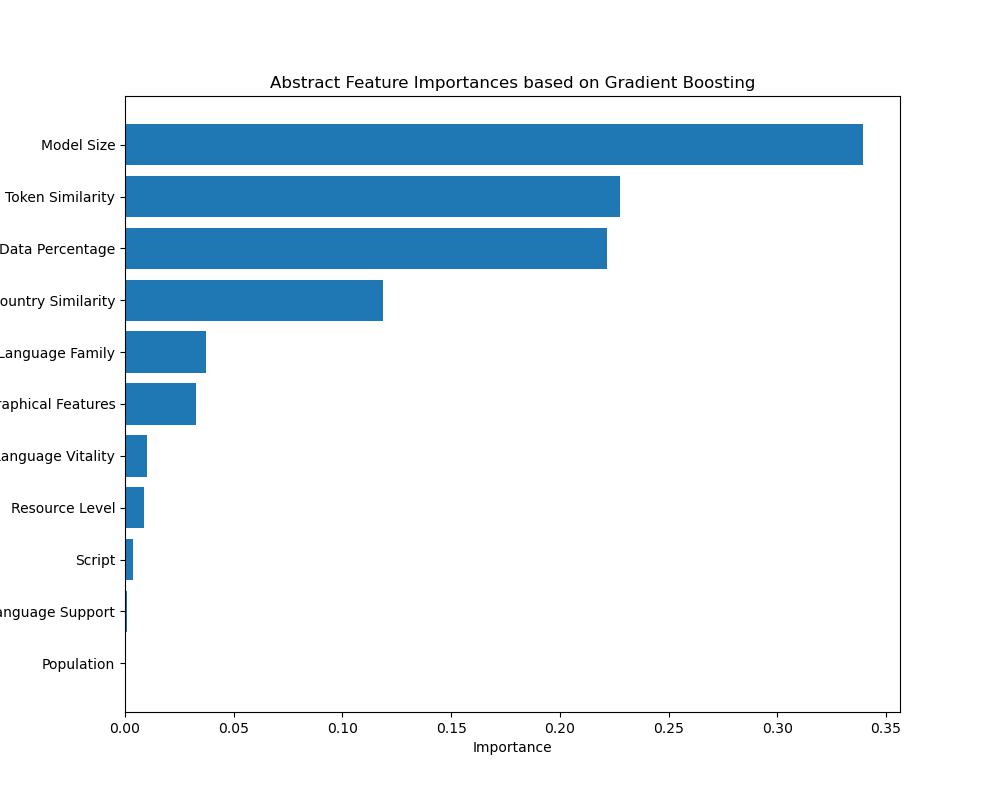 Abstract Feature Importances based on Gradient Boosting
Model Size
Token Similarity
Data Percentage
ountry Similarity
Language Family
raphical Features
Language Vitality
Resource Level
Script
anguage Support
Population
0.00 0.05 0.10 0.15 0.20 0.25 0.30 0.35
Importance